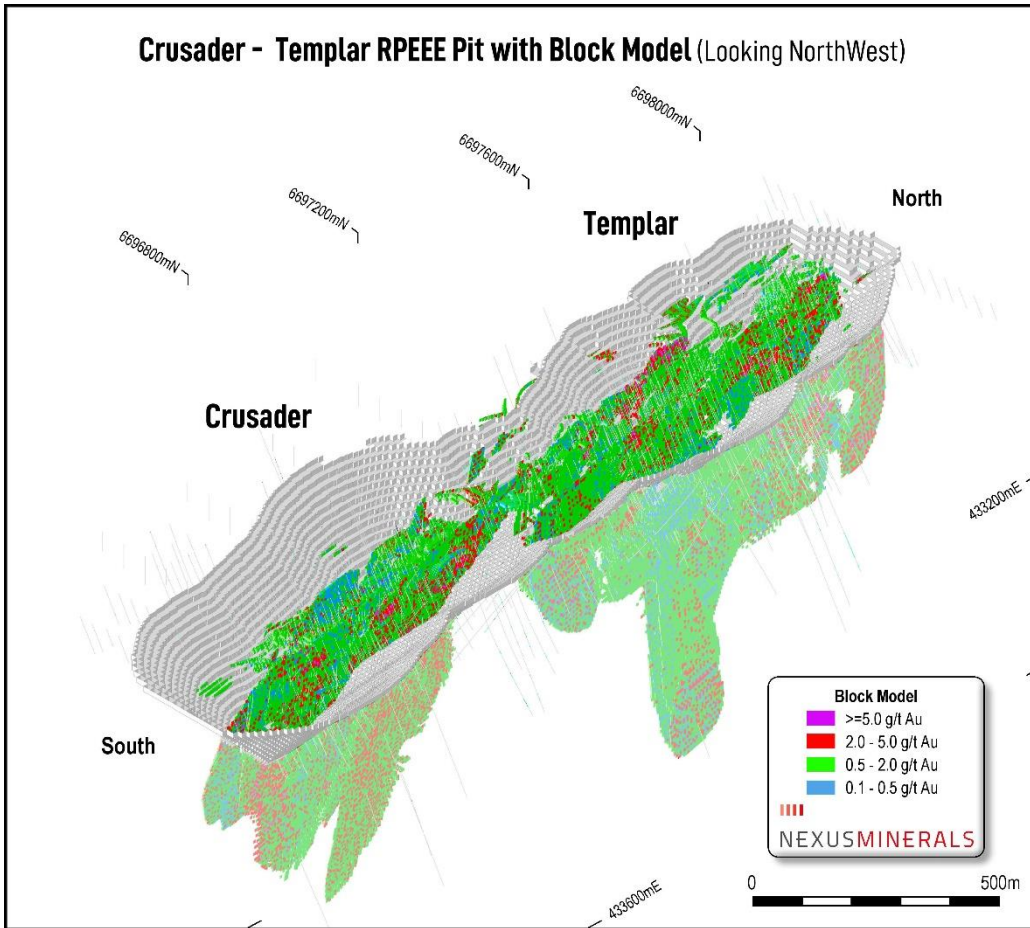 Crusader - Templar RPEEE Pit with Block Model (Looking NorthWest)
6698000mN
6697600mN
6697200mN
6696800mN
North
Templar
Crusader
433200mE
South
Block Model
>=5.0 g/t Au
2.0 - 5.0 g/t Au
0.5 - 2.0 g/t Au
0.1 - 0.5 g/t Au
NEXUSMINERALS
0 500m
433600mE